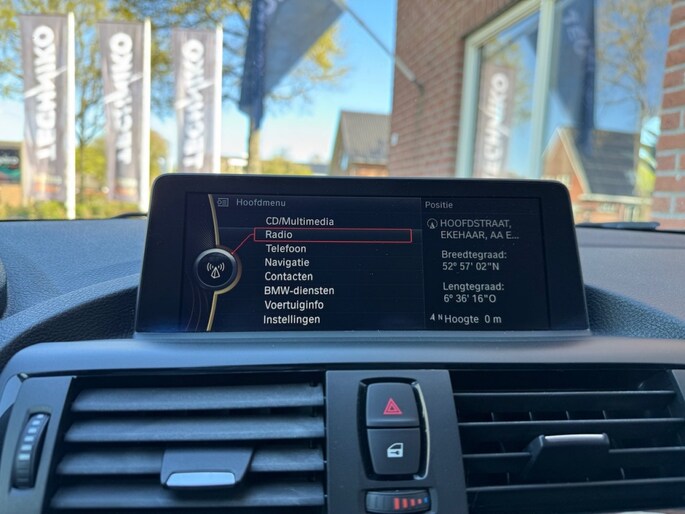 TECHNIKO
TECHNIKO
TECHNIKO
Hoofdmenu
CD/Multimedia
Radio
Telefoon
Navigatie
Contacten
BMW-diensten
Voertuiginfo
Instellingen
Positie
HOOFDSTRAAT,
EKEHAAR, AA E...
Breedtegraad:
52° 57' 02"N
Lengtegraad:
6° 36' 16"O
N Hoogte 0 m